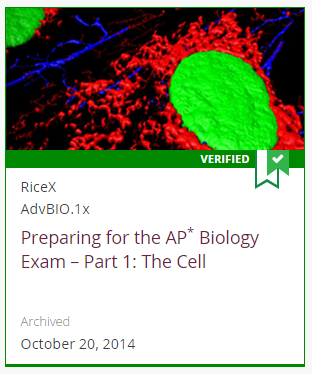 VERIFIED
RiceX
AdvBIO.1x
Preparing for the AP* Biology
Exam – Part 1: The Cell
Archived
October 20, 2014